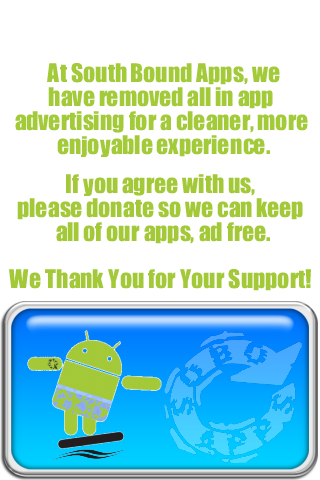 At South Bound Apps, we
have removed all in app
advertising for a cleaner, more
enjoyable experience.
If you agree with us,
please donate so we can keep
all of our apps, ad free.
We Thank You for Your Support!